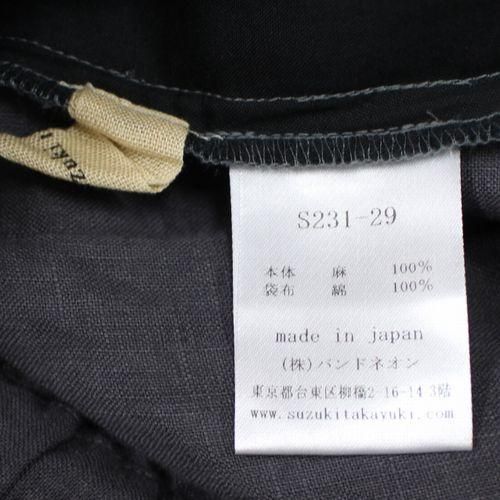 S231-29
本体 麻 100%
袋布 綿 100%
made in japan
(株)バンドネオン
東京都台東区柳橋2-16-14 3階
www.suzukitakayuki.com